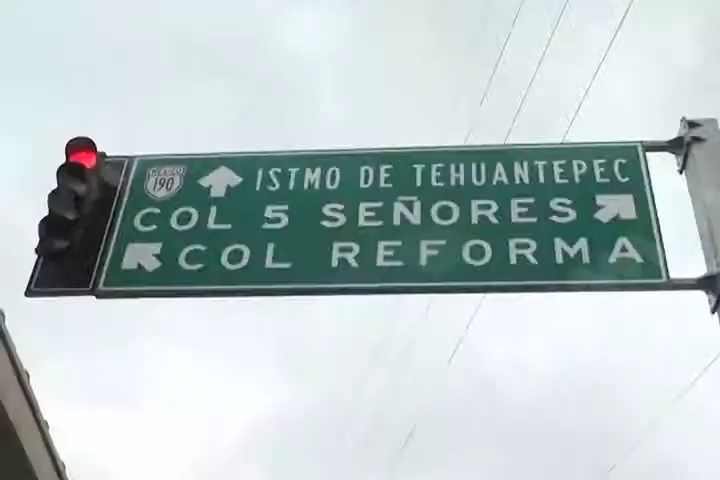 MEXICO
190 ISTMO DE TEHUANTEPEC
COL 5 SEÑORES
COL REFORMA